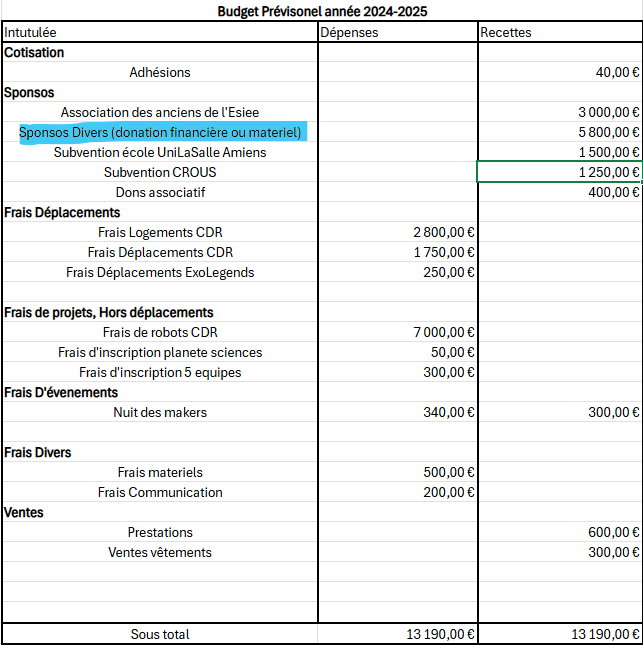 Budget Prévisonel année 2024-2025
Intutulée Dépenses Recettes
Cotisation
Adhésions 40,00 €
Sponsos
Association des anciens de l'Esiee 3 000,00 €
Sponsos Divers (donation financière ou materiel) 5 800,00 €
Subvention école UniLaSalle Amiens 1 500,00 €
Subvention CROUS 1 250,00 €
Dons associatif 400,00 €
Frais Déplacements
Frais Logements CDR 2 800,00 €
Frais Déplacements CDR 1 750,00 €
Frais Déplacements ExoLegends 250,00 €
Frais de projets, Hors déplacements
Frais de robots CDR 7 000,00 €
Frais d'inscription planete sciences 50,00 €
Frais d'inscription 5 equipes 300,00 €
Frais D'évenements
Nuit des makers 340,00 € 300,00 €
Frais Divers
Frais materiels 500,00 €
Frais Communication 200,00 €
Ventes
Prestations 600,00 €
Ventes vêtements 300,00 €
Sous total 13 190,00 € 13 190,00 €